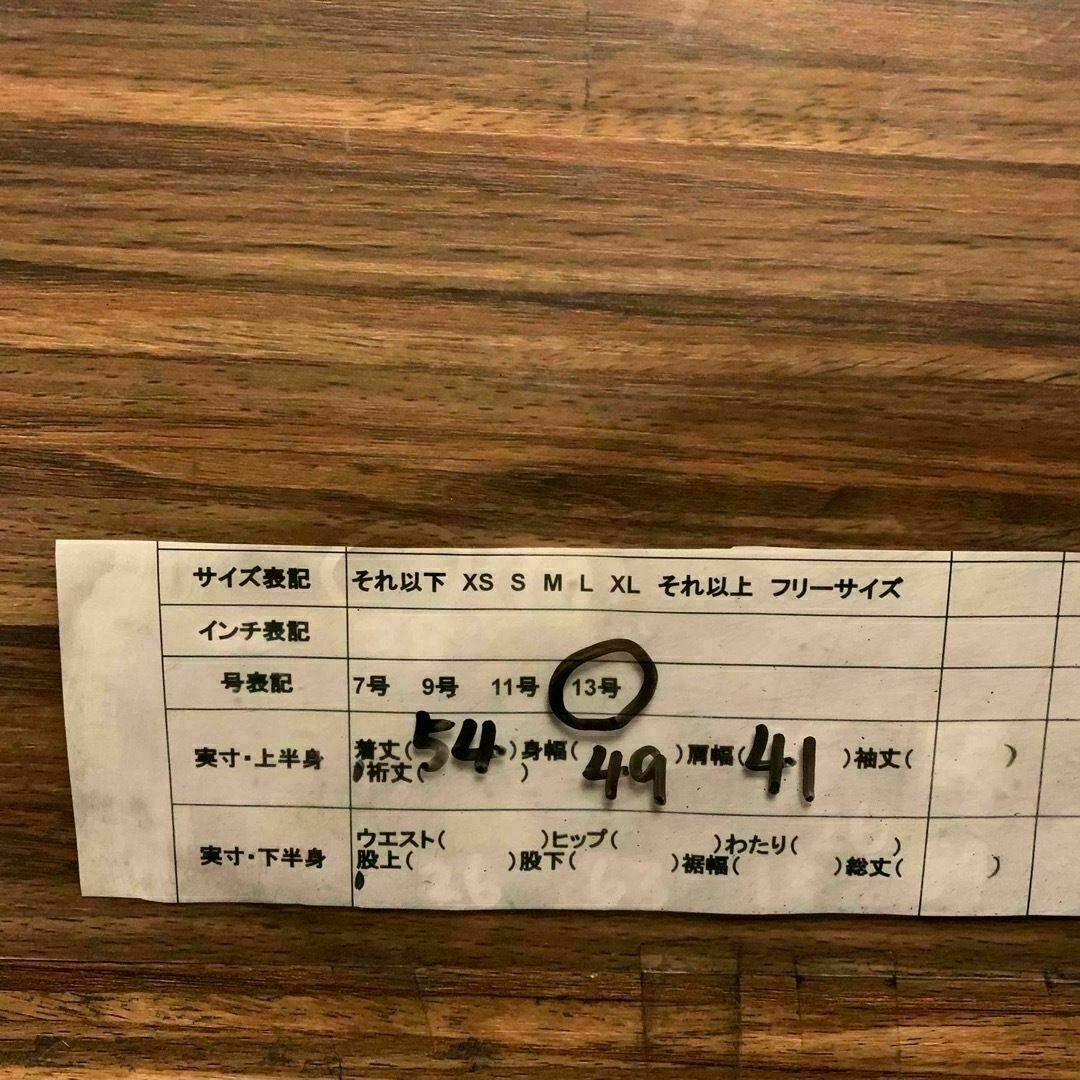 サイズ表記 それ以下 XS S M L XL それ以上 フリーサイズ
インチ表記
号表記 7号 9号 11号 13号
実寸・上半身 着丈(54)身幅(49)肩幅(41)袖丈( )
裄丈( )
実寸・下半身 ウエスト( )ヒップ( )わたり( )
股上( )股下( )裾幅( )総丈( )